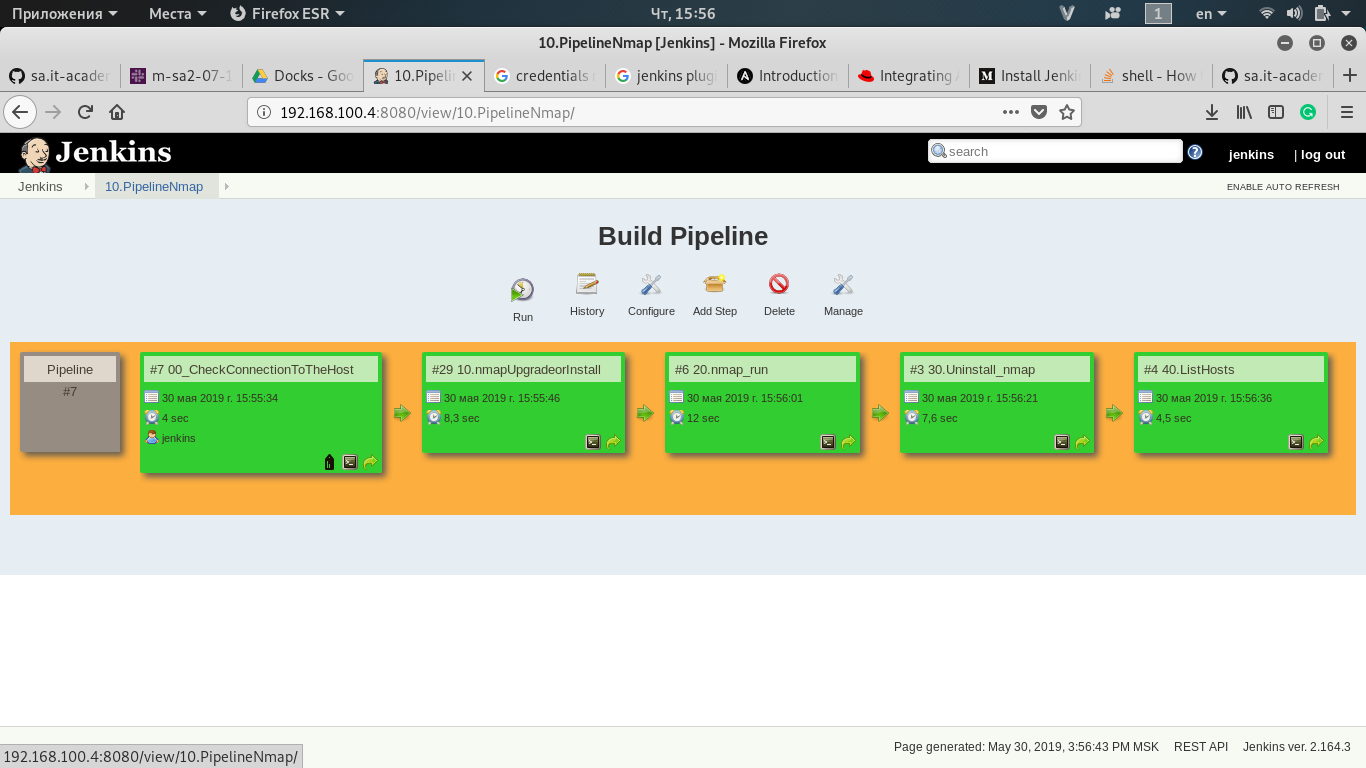 Приложения
Места
Firefox ESR
Чт, 15:56
1
en
10.PipelineNmap [Jenkins] - Mozilla Firefox
sa.it-acader
m-sa2-07-1
Docks - Goo
10.Pipelin
credentials
jenkins plugi
Introduction
Integrating
Install Jenki
shell - How
sa.it-acader
192.168.100.4:8080/view/10.PipelineNmap/
Jenkins
search
jenkins
| log out
Jenkins
10.PipelineNmap
ENABLE AUTO REFRESH
Build Pipeline
Run
History
Configure
Add Step
Delete
Manage
Pipeline
#7
#7 00_CheckConnectionToTheHost
30 мая 2019 г. 15:55:34
4 sec
jenkins
#29 10.nmapUpgradeorInstall
30 мая 2019 г. 15:55:46
8,3 sec
#6 20.nmap_run
30 мая 2019 г. 15:56:01
12 sec
#3 30.Uninstall_nmap
30 мая 2019 г. 15:56:21
7,6 sec
#4 40.ListHosts
30 мая 2019 г. 15:56:36
4,5 sec
Page generated: May 30, 2019, 3:56:43 PM MSK
REST API
Jenkins ver. 2.164.3
192.168.100.4:8080/view/10.PipelineNmap/